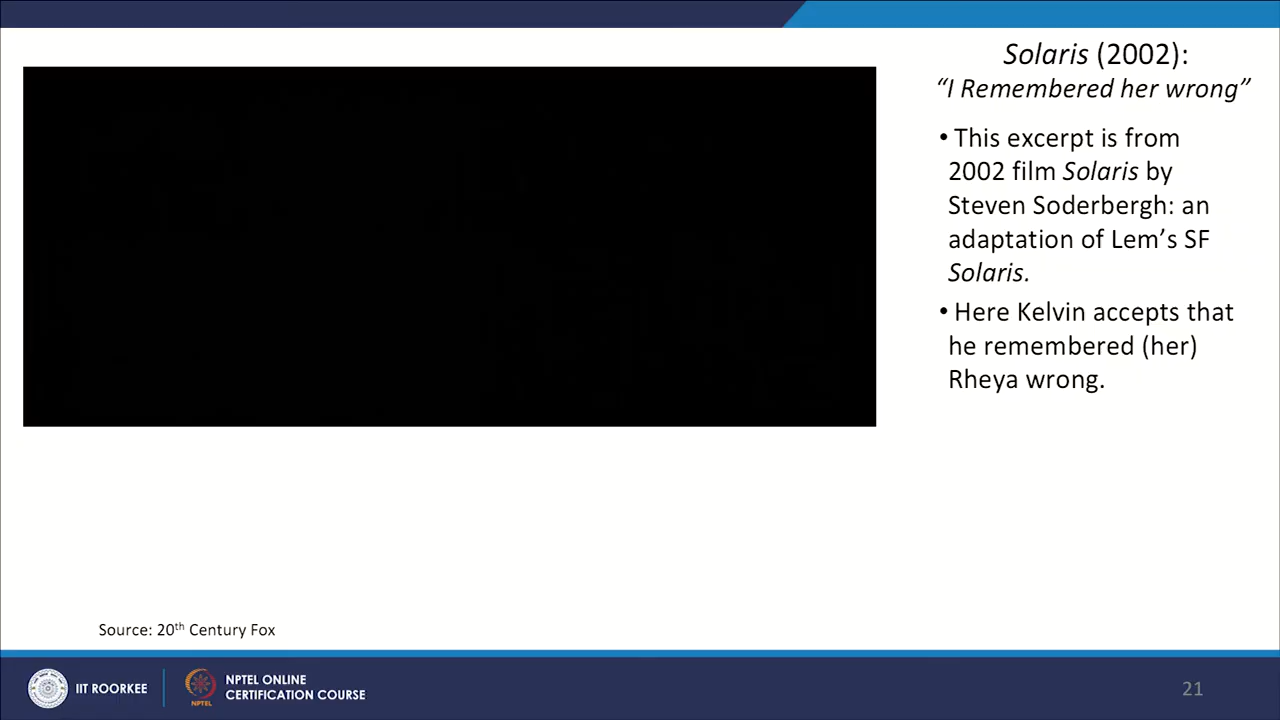 Solaris (2002):
“I Remembered her wrong”
• This excerpt is from
2002 film Solaris by
Steven Soderbergh: an
adaptation of Lem’s SF
Solaris.
• Here Kelvin accepts that
he remembered (her)
Rheya wrong.
Source: 20th Century Fox
IIT ROORKEE
NPTEL
NPTEL ONLINE
CERTIFICATION COURSE
21